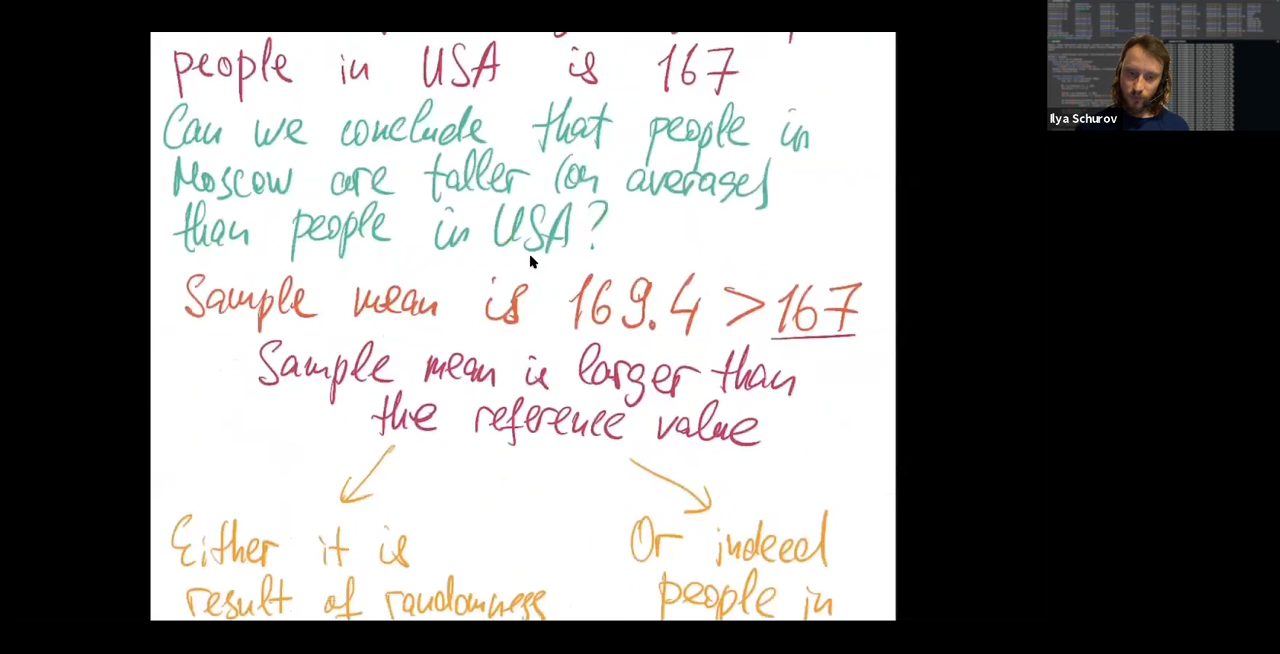 people in USA is 167
Can we conclude that people in
Moscow are taller (on average)
than people in USA?
Sample mean is 169.4 > 167
Sample mean is larger than
the reference value
Either it is
result of randomness
Or indeed
people in
Ilya Schurov